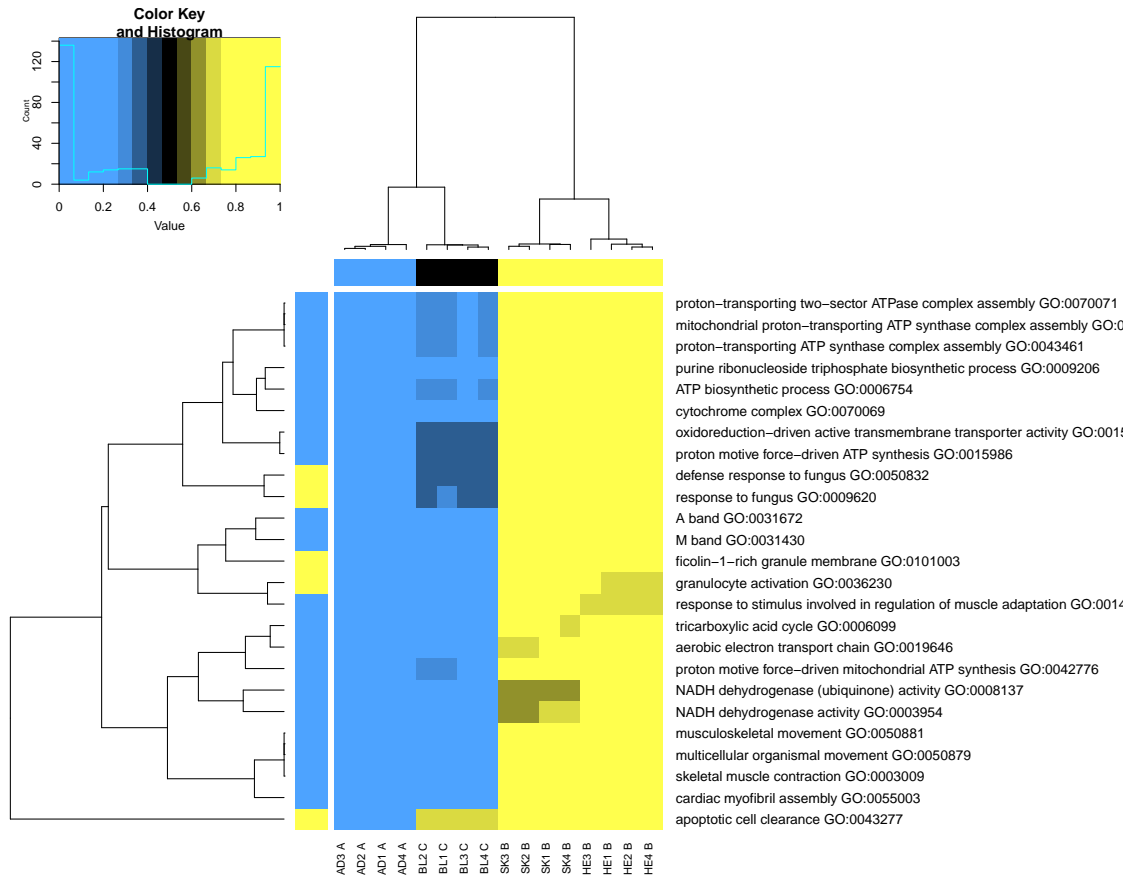 Color Key
and Histogram
Count
0
40
80
120
0
0.2
0.4
0.6
0.8
1
Value
proton−transporting two−sector ATPase complex assembly GO:0070071
mitochondrial proton−transporting ATP synthase complex assembly GO:0
proton−transporting ATP synthase complex assembly GO:0043461
purine ribonucleoside triphosphate biosynthetic process GO:0009206
ATP biosynthetic process GO:0006754
cytochrome complex GO:0070069
oxidoreduction−driven active transmembrane transporter activity GO:0015
proton motive force−driven ATP synthesis GO:0015986
defense response to fungus GO:0050832
response to fungus GO:0009620
A band GO:0031672
M band GO:0031430
ficolin−1−rich granule membrane GO:0101003
granulocyte activation GO:0036230
response to stimulus involved in regulation of muscle adaptation GO:0014
tricarboxylic acid cycle GO:0006099
aerobic electron transport chain GO:0019646
proton motive force−driven mitochondrial ATP synthesis GO:0042776
NADH dehydrogenase (ubiquinone) activity GO:0008137
NADH dehydrogenase activity GO:0003954
musculoskeletal movement GO:0050881
multicellular organismal movement GO:0050879
skeletal muscle contraction GO:0003009
cardiac myofibril assembly GO:0055003
apoptotic cell clearance GO:0043277
AD3 A
AD2 A
AD1 A
AD4 A
BL2 C
BL1 C
BL3 C
BL4 C
SK3 B
SK2 B
SK1 B
SK4 B
HE3 B
HE1 B
HE2 B
HE4 B